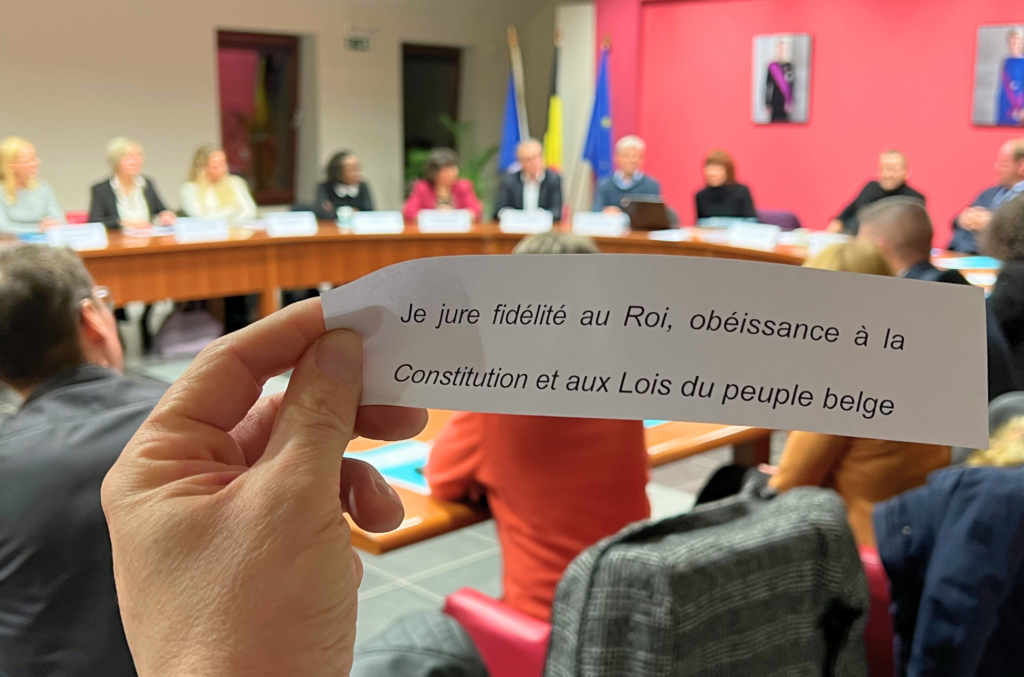 Je jure fidélité au Roi, obéissance à la
Constitution et aux Lois du peuple belge